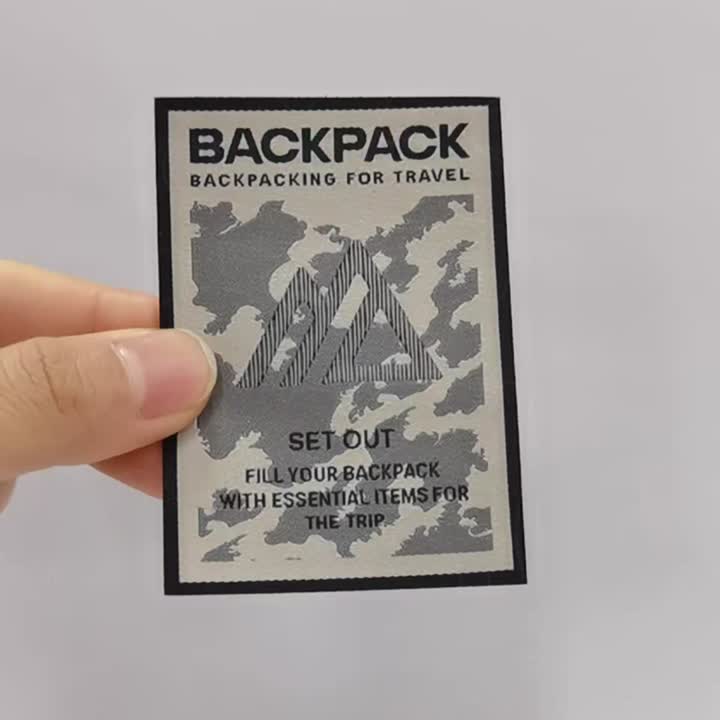 BACKPACK
BACKPACKING FOR TRAVEL
SET OUT
FILL YOUR BACKPACK
WITH ESSENTIAL ITEMS FOR
THE TRIP